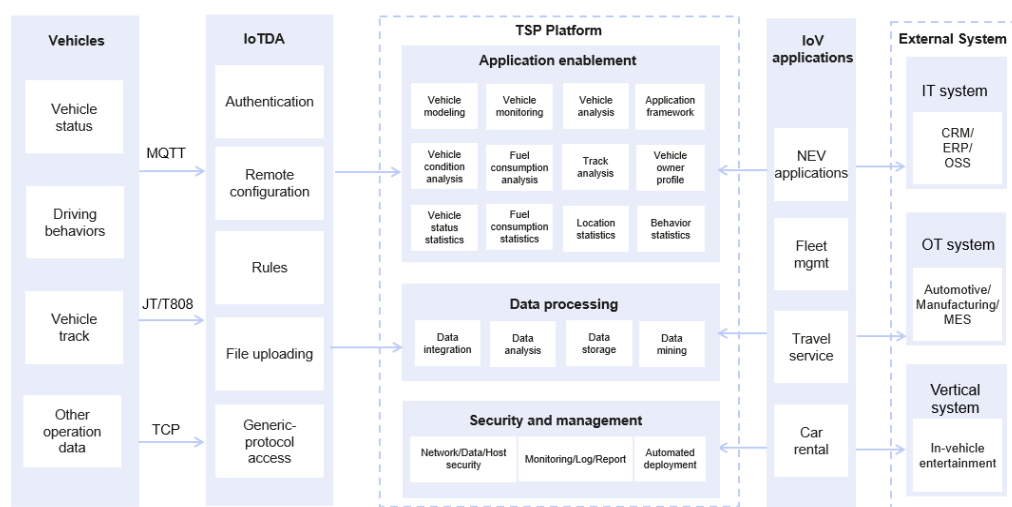 Vehicles
Vehicle
status
Driving
behaviors
Vehicle
track
Other
operation
data
MQTT
JT/T808
TCP
IoTDA
Authentication
Remote
configuration
Rules
File uploading
Generic-
protocol
access
TSP Platform
Application enablement
Vehicle
modeling
Vehicle
monitoring
Vehicle
analysis
Application
framework
Vehicle
condition
analysis
Fuel
consumption
analysis
Track
analysis
Vehicle
owner
profile
Vehicle
status
statistics
Fuel
consumption
statistics
Location
statistics
Behavior
statistics
Data processing
Data
integration
Data
analysis
Data
storage
Data
mining
Security and management
Network/Data/Host
security
Monitoring/Log/Report
Automated
deployment
IoV
applications
NEV
applications
Fleet
mgmt
Travel
service
Car
rental
External System
IT system
CRM/
ERP/
OSS
OT system
Automotive/
Manufacturing/
MES
Vertical
system
In-vehicle
entertainment